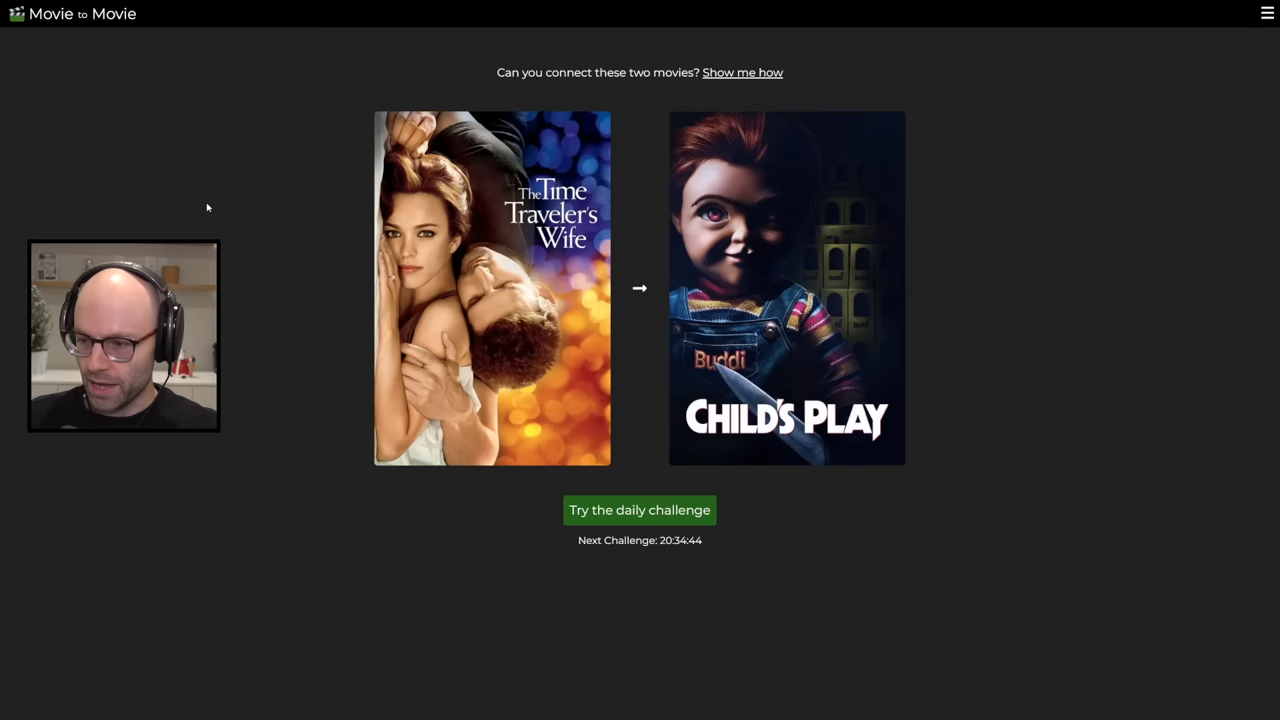 Movie to Movie
Can you connect these two movies? Show me how
The Time
Traveler's
Wife
Buddi
CHILD'S PLAY
Try the daily challenge
Next Challenge: 20:34:44